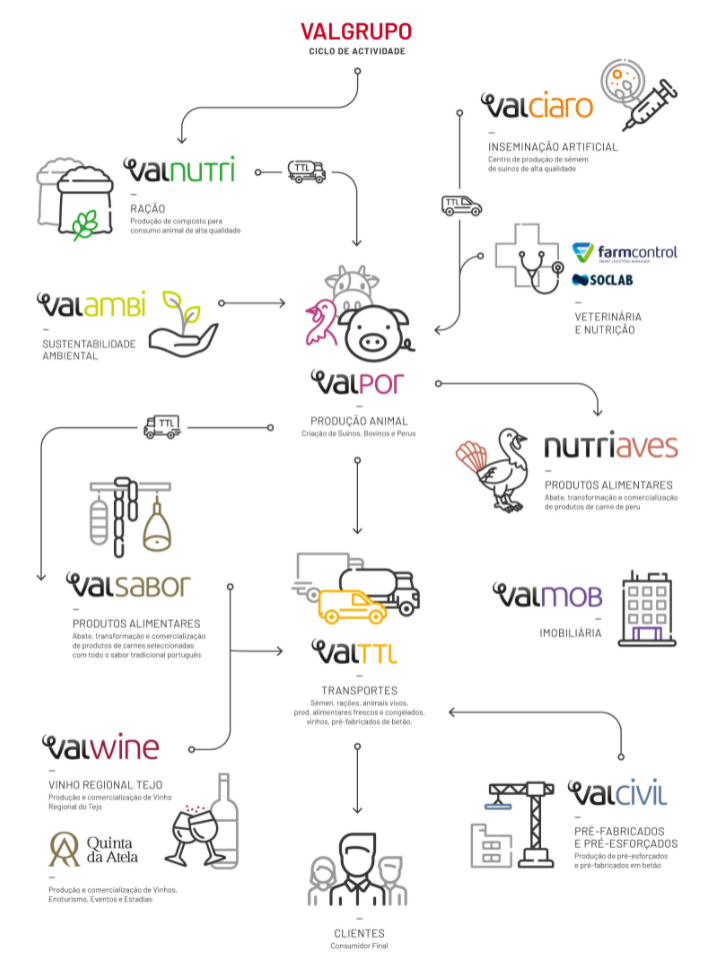 VALGRUPO
CICLO DE ACTIVIDADE
valciaro
INSEMINAÇÃO ARTIFICIAL
Centro de produção de sémem
de suínos de alta qualidade
valnutri
TTL
RAÇÃO
Produção de composto para
consumo animal de alta qualidade
TTL
farmcontrol
SOCLAB
VETERINÁRIA
E NUTRIÇÃO
valambi
SUSTENTABILIDADE
AMBIENTAL
valpor
PRODUÇÃO ANIMAL
Criação de Suínos, Bovinos e Perus
TTL
nutriaves
PRODUTOS ALIMENTARES
Abate, transformação e comercialização
de produtos de carne de peru
valsabor
PRODUTOS ALIMENTARES
Abate, transformação e comercialização
de produtos de carnes seleccionadas
com todo o sabor tradicional português
valmob
IMOBILIÁRIA
valTTL
TRANSPORTES
Sémen, rações, animais vivos,
prod. alimentares frescos e congelados,
vinhos, pré-fabricados de betão.
valwine
VINHO REGIONAL TEJO
Produção e comercialização de Vinho
Regional do Tejo
Quinta
da Atela
Produção e comercialização de Vinhos,
Enoturismo, Eventos e Estadias
valcivil
PRÉ-FABRICADOS
E PRÉ-ESFORÇADOS
Produção de pré-esforçados
e pré-fabricados em betão
CLIENTES
Consumidor Final